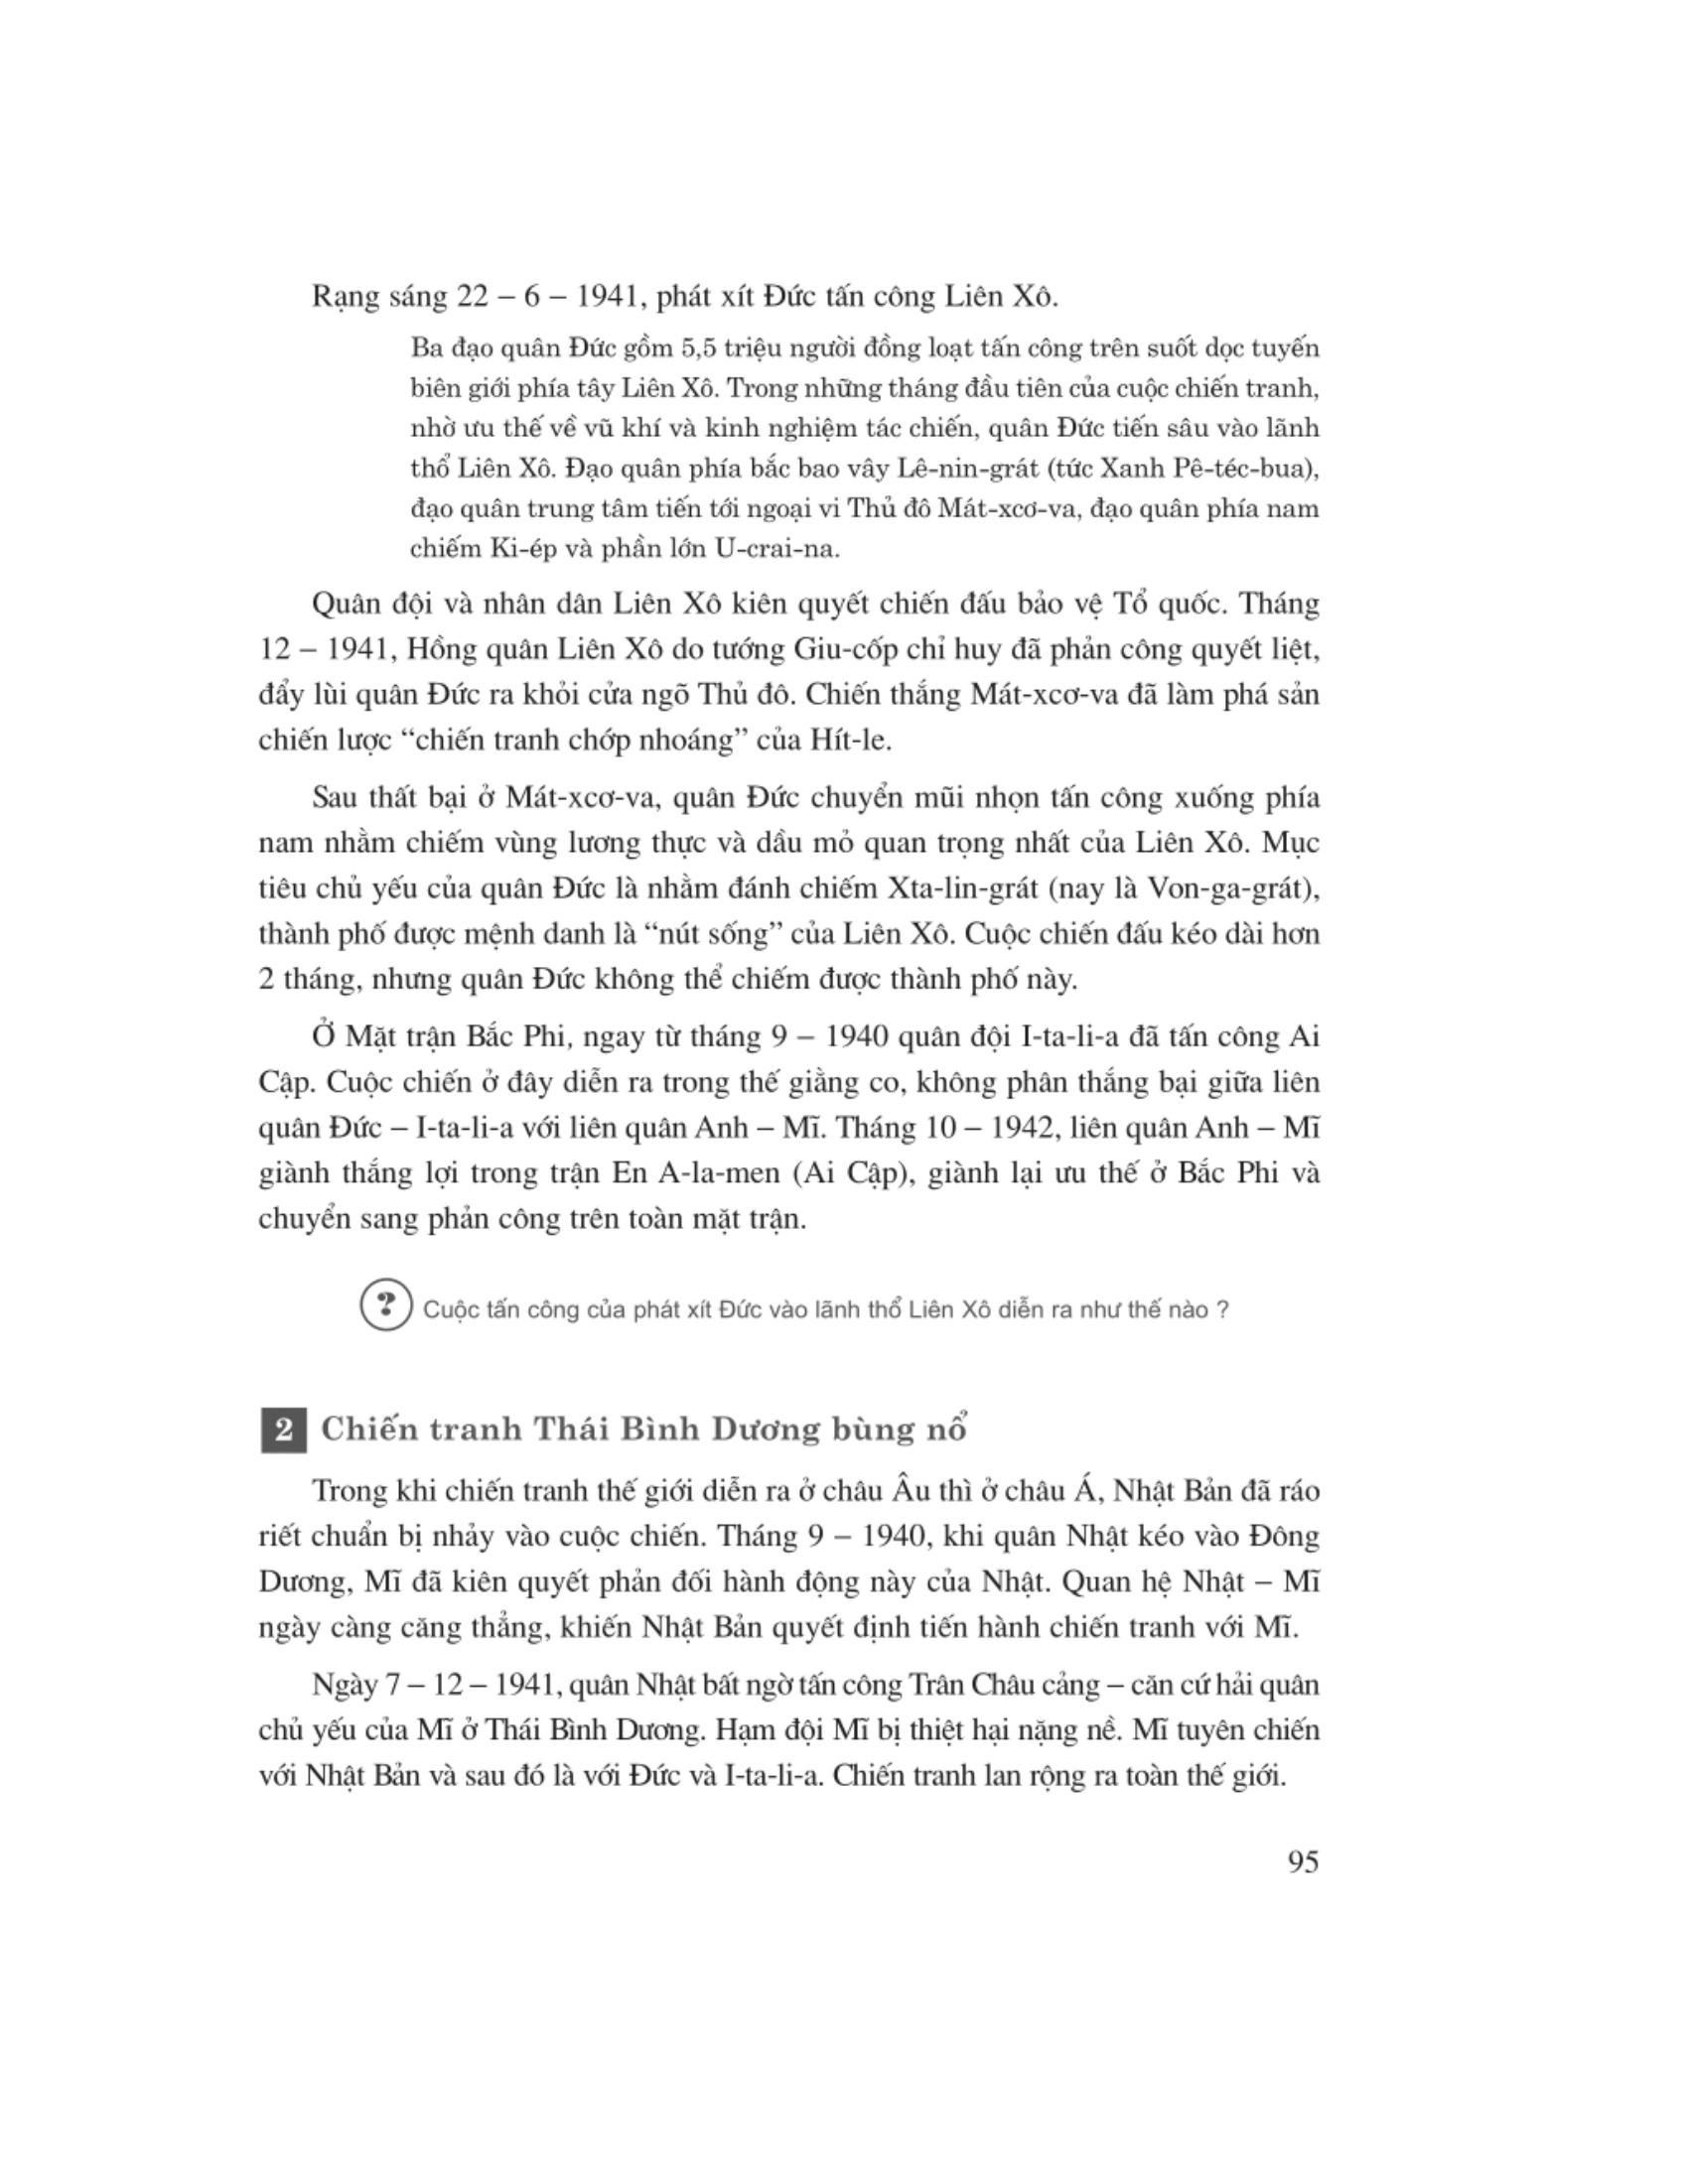 Rạng sáng 22 – 6 – 1941, phát xít Đức tấn công Liên Xô.
Ba đạo quân Đức gồm 5,5 triệu người đồng loạt tấn công trên suốt dọc tuyến
biên giới phía tây Liên Xô. Trong những tháng đầu tiên của cuộc chiến tranh,
nhờ ưu thế về vũ khí và kinh nghiệm tác chiến, quân Đức tiến sâu vào lãnh
thổ Liên Xô. Đạo quân phía bắc bao vây Lê-nin-grát (tức Xanh Pê-téc-bua),
đạo quân trung tâm tiến tới ngoại vi Thủ đô Mát-xcơ-va, đạo quân phía nam
chiếm Ki-ép và phần lớn U-crai-na.
Quân đội và nhân dân Liên Xô kiên quyết chiến đấu bảo vệ Tổ quốc. Tháng
12 – 1941, Hồng quân Liên Xô do tướng Giu-cốp chỉ huy đã phản công quyết liệt,
đẩy lùi quân Đức ra khỏi cửa ngõ Thủ đô. Chiến thắng Mát-xcơ-va đã làm phá sản
chiến lược “chiến tranh chớp nhoáng” của Hít-le.
Sau thất bại ở Mát-xcơ-va, quân Đức chuyển mũi nhọn tấn công xuống phía
nam nhằm chiếm vùng lương thực và dầu mỏ quan trọng nhất của Liên Xô. Mục
tiêu chủ yếu của quân Đức là nhằm đánh chiếm Xta-lin-grát (nay là Von-ga-grát),
thành phố được mệnh danh là “nút sống” của Liên Xô. Cuộc chiến đấu kéo dài hơn
2 tháng, nhưng quân Đức không thể chiếm được thành phố này.
Ở Mặt trận Bắc Phi, ngay từ tháng 9 – 1940 quân đội I-ta-li-a đã tấn công Ai
Cập. Cuộc chiến ở đây diễn ra trong thế giằng co, không phân thắng bại giữa liên
quân Đức – I-ta-li-a với liên quân Anh – Mĩ. Tháng 10 – 1942, liên quân Anh – Mĩ
giành thắng lợi trong trận En A-la-men (Ai Cập), giành lại ưu thế ở Bắc Phi và
chuyển sang phản công trên toàn mặt trận.
? Cuộc tấn công của phát xít Đức vào lãnh thổ Liên Xô diễn ra như thế nào ?
2 Chiến tranh Thái Bình Dương bùng nổ
Trong khi chiến tranh thế giới diễn ra ở châu Âu thì ở châu Á, Nhật Bản đã ráo
riết chuẩn bị nhảy vào cuộc chiến. Tháng 9 – 1940, khi quân Nhật kéo vào Đông
Dương, Mĩ đã kiên quyết phản đối hành động này của Nhật. Quan hệ Nhật – Mĩ
ngày càng căng thẳng, khiến Nhật Bản quyết định tiến hành chiến tranh với Mĩ.
Ngày 7 – 12 – 1941, quân Nhật bất ngờ tấn công Trân Châu cảng – căn cứ hải quân
chủ yếu của Mĩ ở Thái Bình Dương. Hạm đội Mĩ bị thiệt hại nặng nề. Mĩ tuyên chiến
với Nhật Bản và sau đó là với Đức và I-ta-li-a. Chiến tranh lan rộng ra toàn thế giới.
95